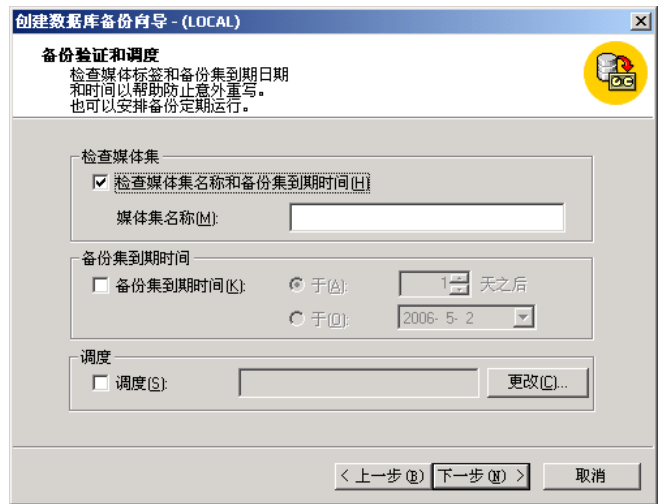 创建数据库备份向导 - (LOCAL)
备份验证和调度
检查媒体标签和备份集到期日期
和时间以帮助防止意外重写。
也可以安排备份定期运行。
检查媒体集
检查媒体集名称和备份集到期时间(H)
媒体集名称(M):
备份集到期时间
备份集到期时间(K): 于(A): 1 天之后
于(O): 2006- 5- 2
调度
调度(S): 更改(C)...
< 上一步(B) 下一步(N) > 取消